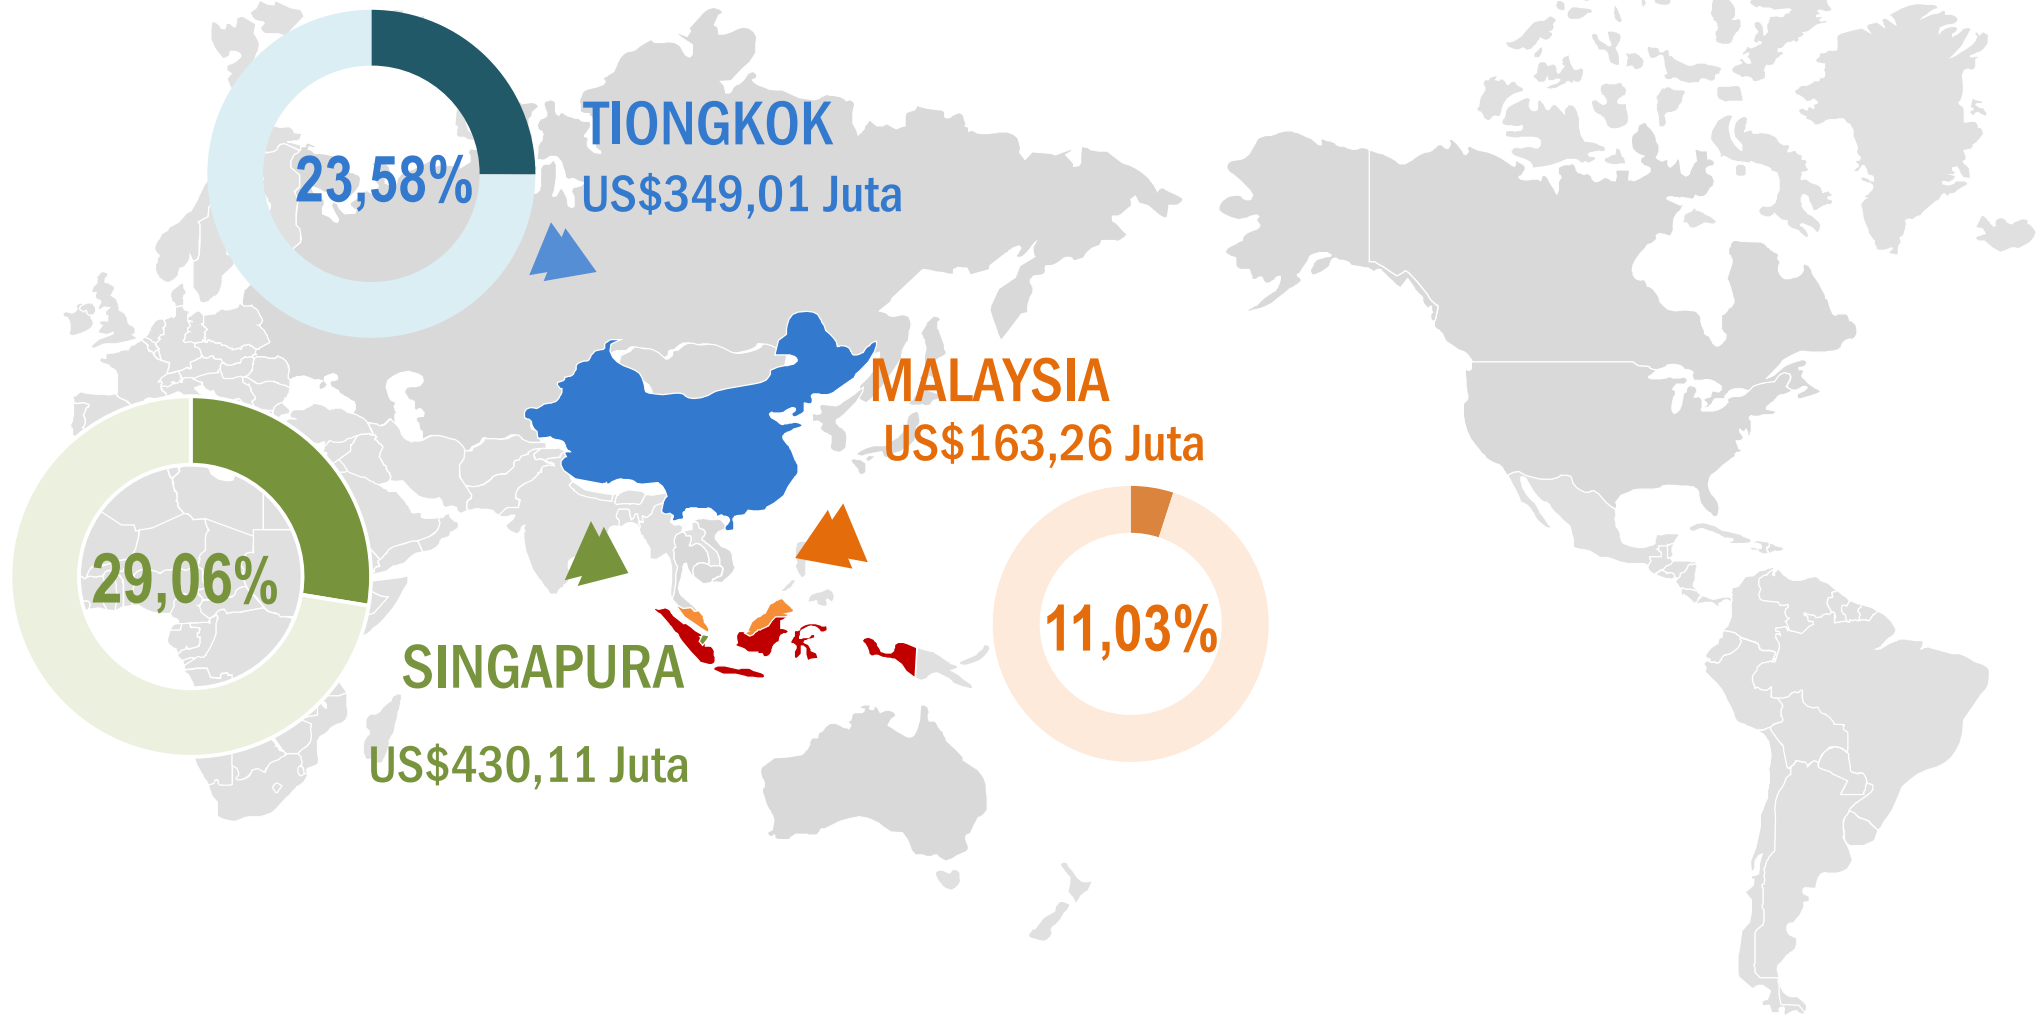 TIONGKOK
US$349,01 Juta
23,58%
MALAYSIA
US$163,26 Juta
11,03%
29,06%
SINGAPURA
US$430,11 Juta